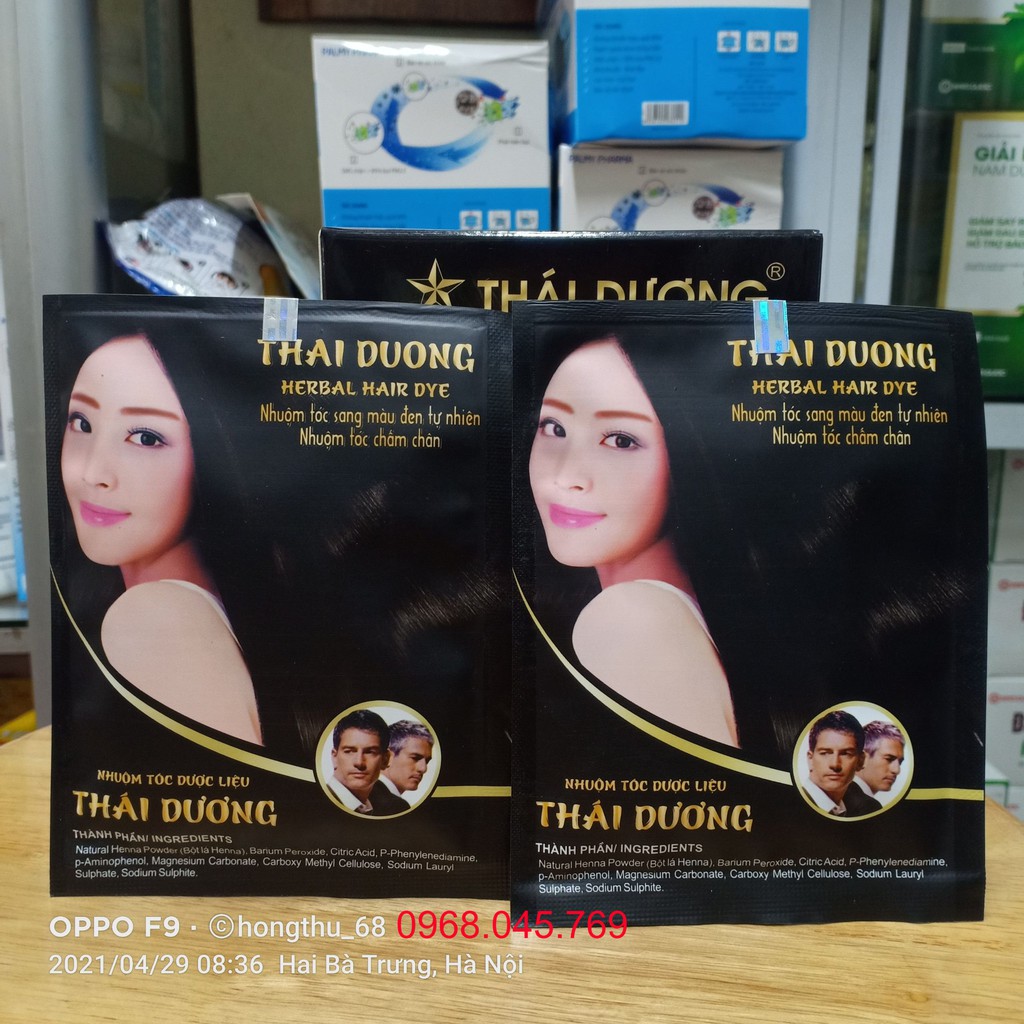 PALMY PHARMA
THÁI DƯƠNG ®
GIẢI
NAM
THAI DUONG
HERBAL HAIR DYE
Nhuộm tóc sang màu đen tự nhiên
Nhuộm tóc chấm chân
NHUỘM TÓC DƯỢC LIỆU
THÁI DƯƠNG
THÀNH PHẦN/ INGREDIENTS
Natural Henna Powder (Bột lá Henna), Barium Peroxide, Citric Acid, P-Phenylenediamine,
p-Aminophenol, Magnesium Carbonate, Carboxy Methyl Cellulose, Sodium Lauryl
Sulphate, Sodium Sulphite.
THAI DUONG
HERBAL HAIR DYE
Nhuộm tóc sang màu đen tự nhiên
Nhuộm tóc chấm chân
NHUỘM TÓC DƯỢC LIỆU
THÁI DƯƠNG
THÀNH PHẦN/ INGREDIENTS
Natural Henna Powder (Bột lá Henna), Barium Peroxide, Citric Acid, P-Phenylenediamine,
p-Aminophenol, Magnesium Carbonate, Carboxy Methyl Cellulose, Sodium Lauryl
Sulphate, Sodium Sulphite.
OPPO F9 · ©hongthu_68 0968.045.769
2021/04/29 08:36 Hai Bà Trưng, Hà Nội